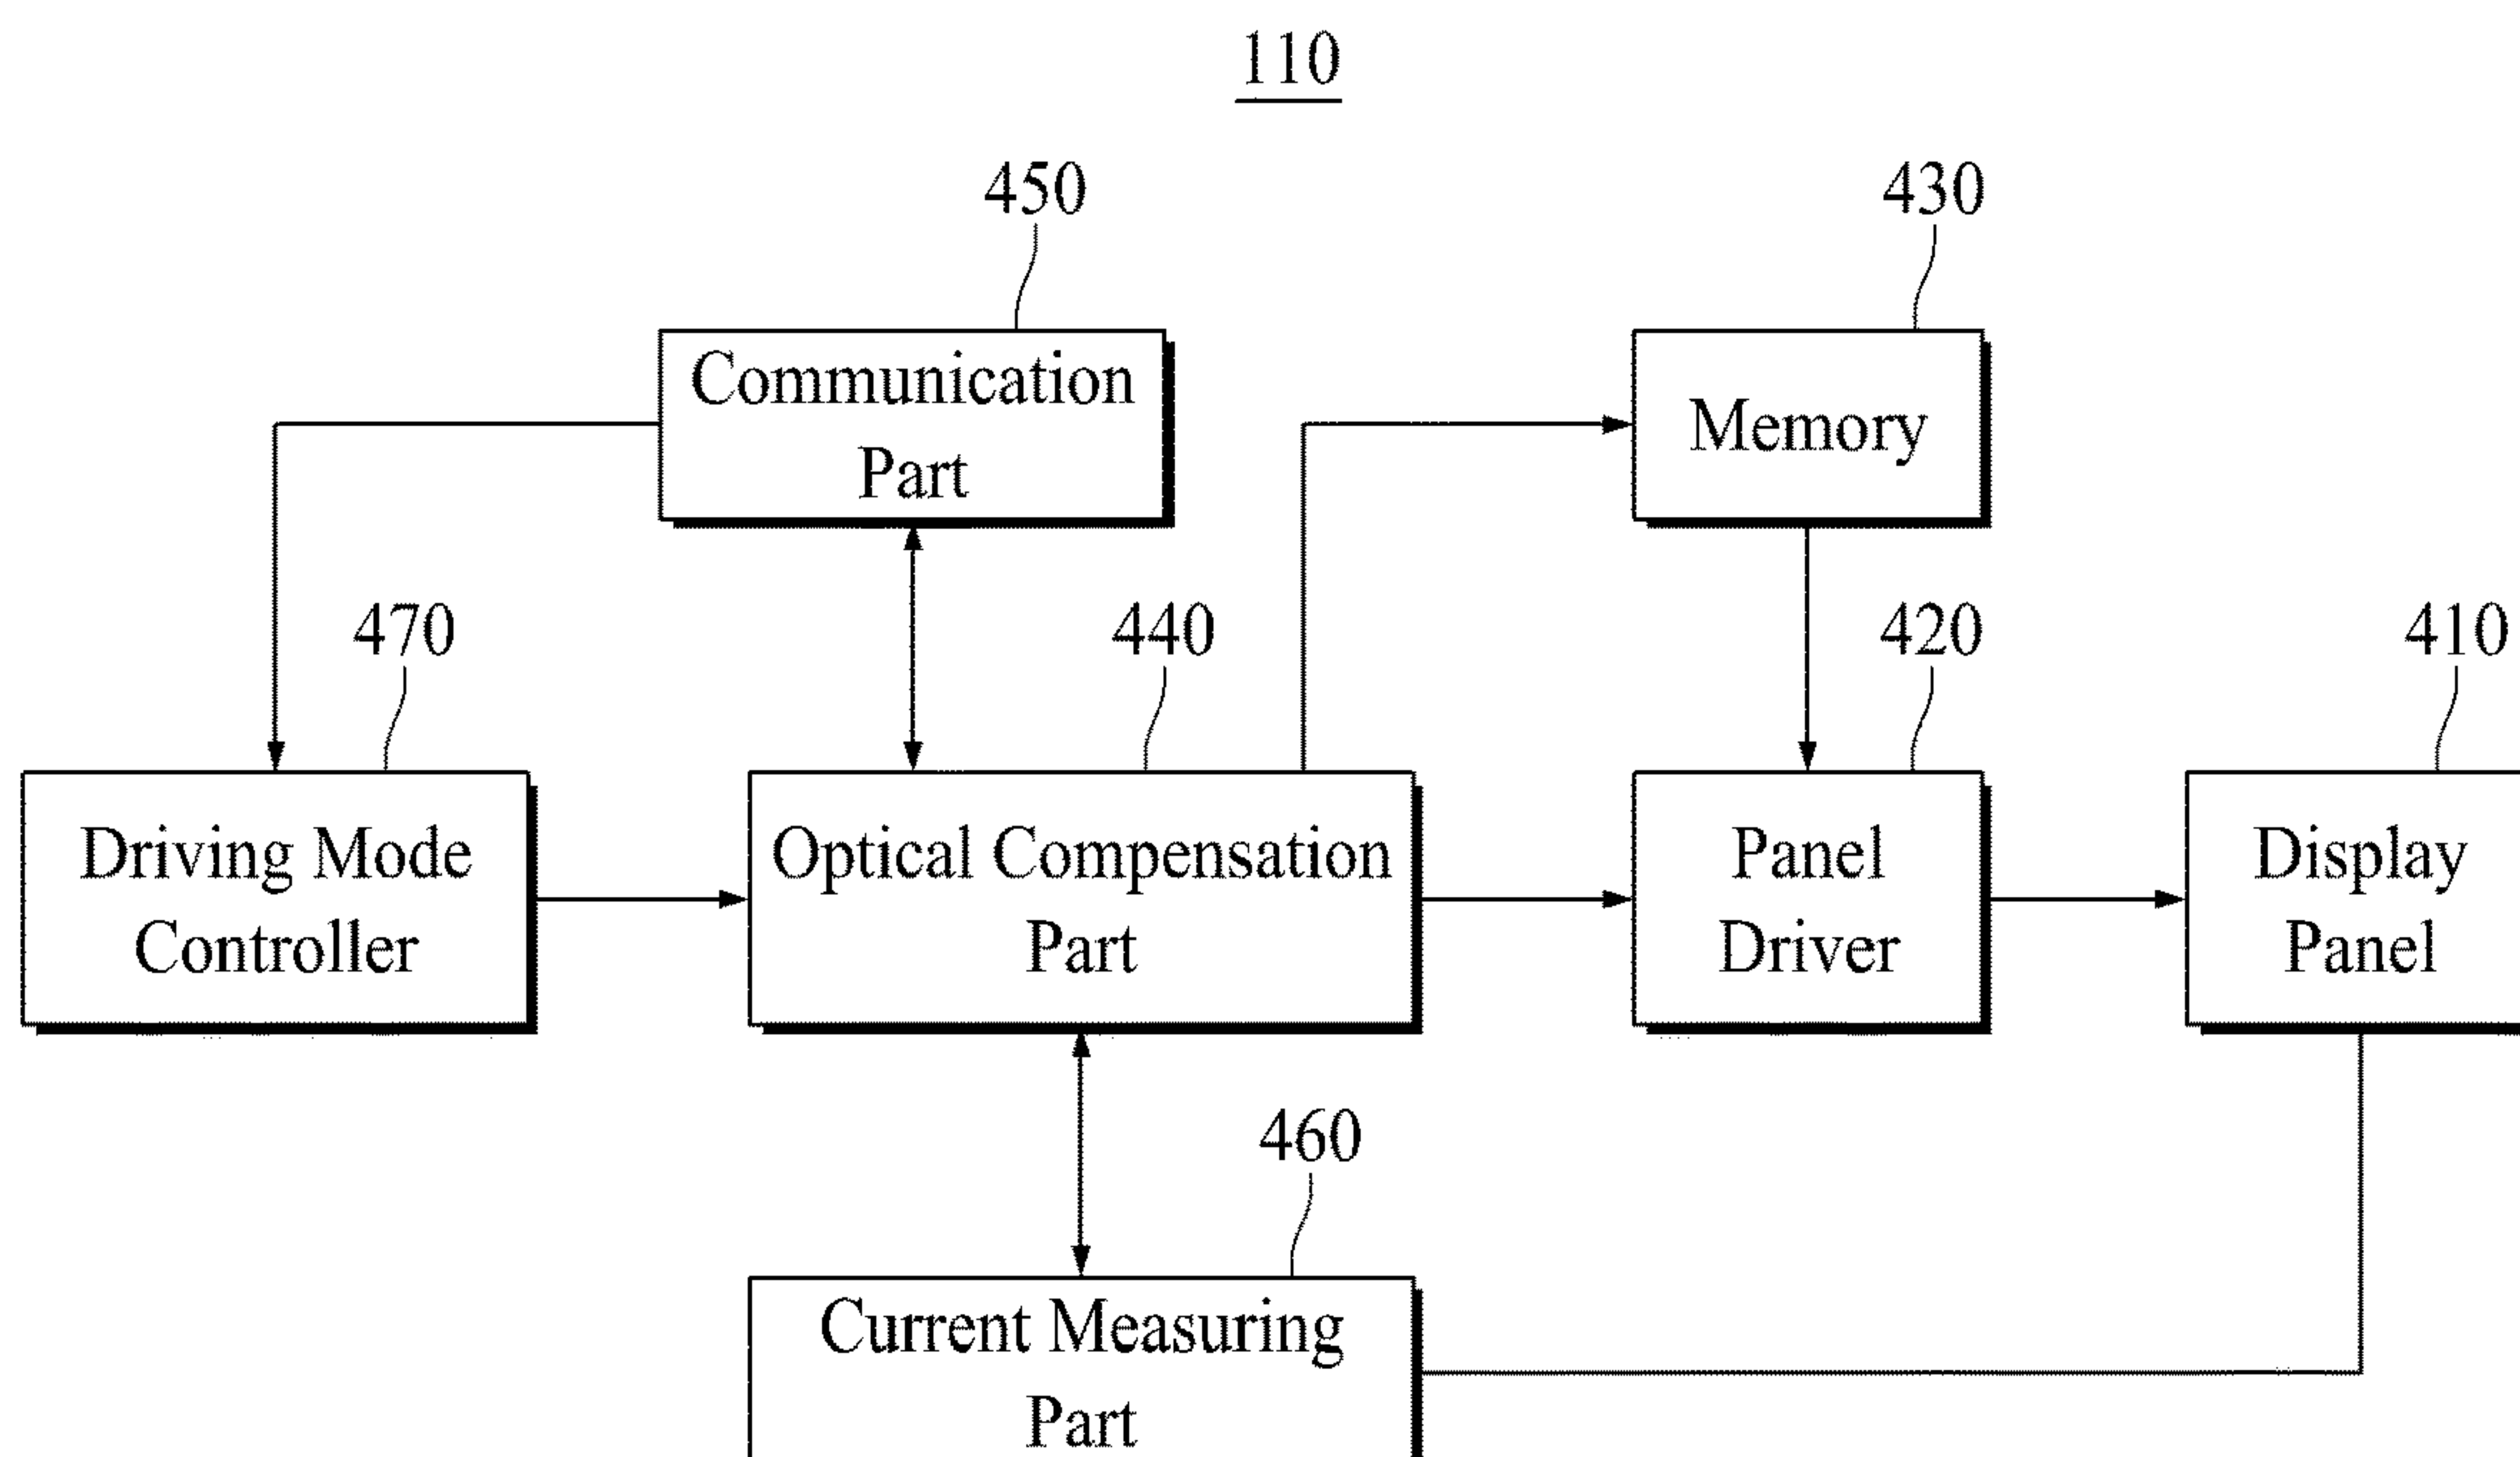 110
450
430
Communication
Part
Memory
470
440
420
410
Driving Mode
Controller
Optical Compensation
Part
Panel
Driver
Display
Panel
460
Current Measuring
Part